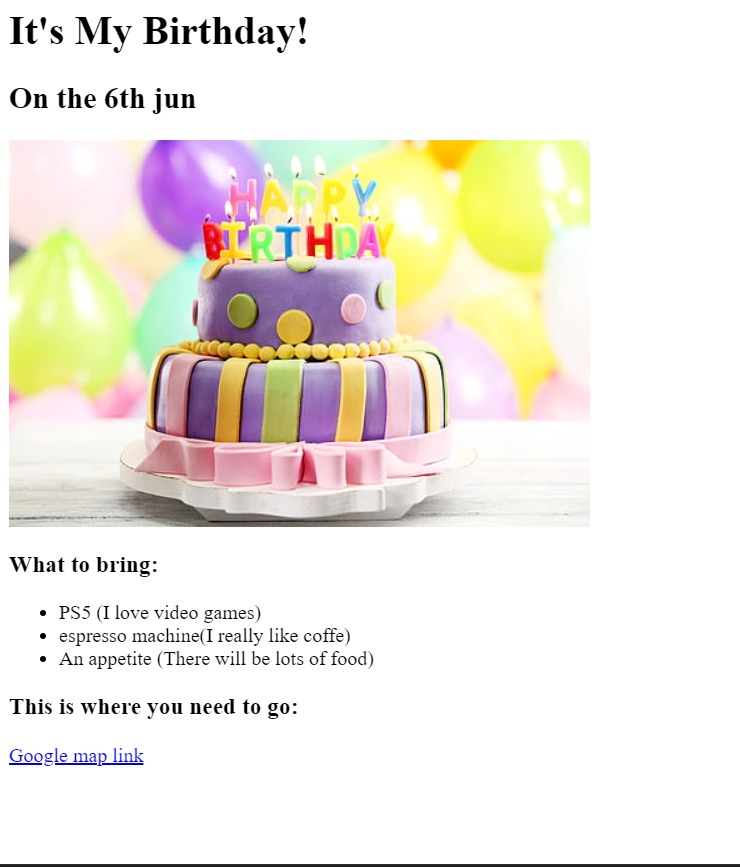 It's My Birthday!
On the 6th jun
HAPPY
BIRTHDAY
What to bring:
PS5 (I love video games)
espresso machine(I really like coffe)
An appetite (There will be lots of food)
This is where you need to go:
Google map link